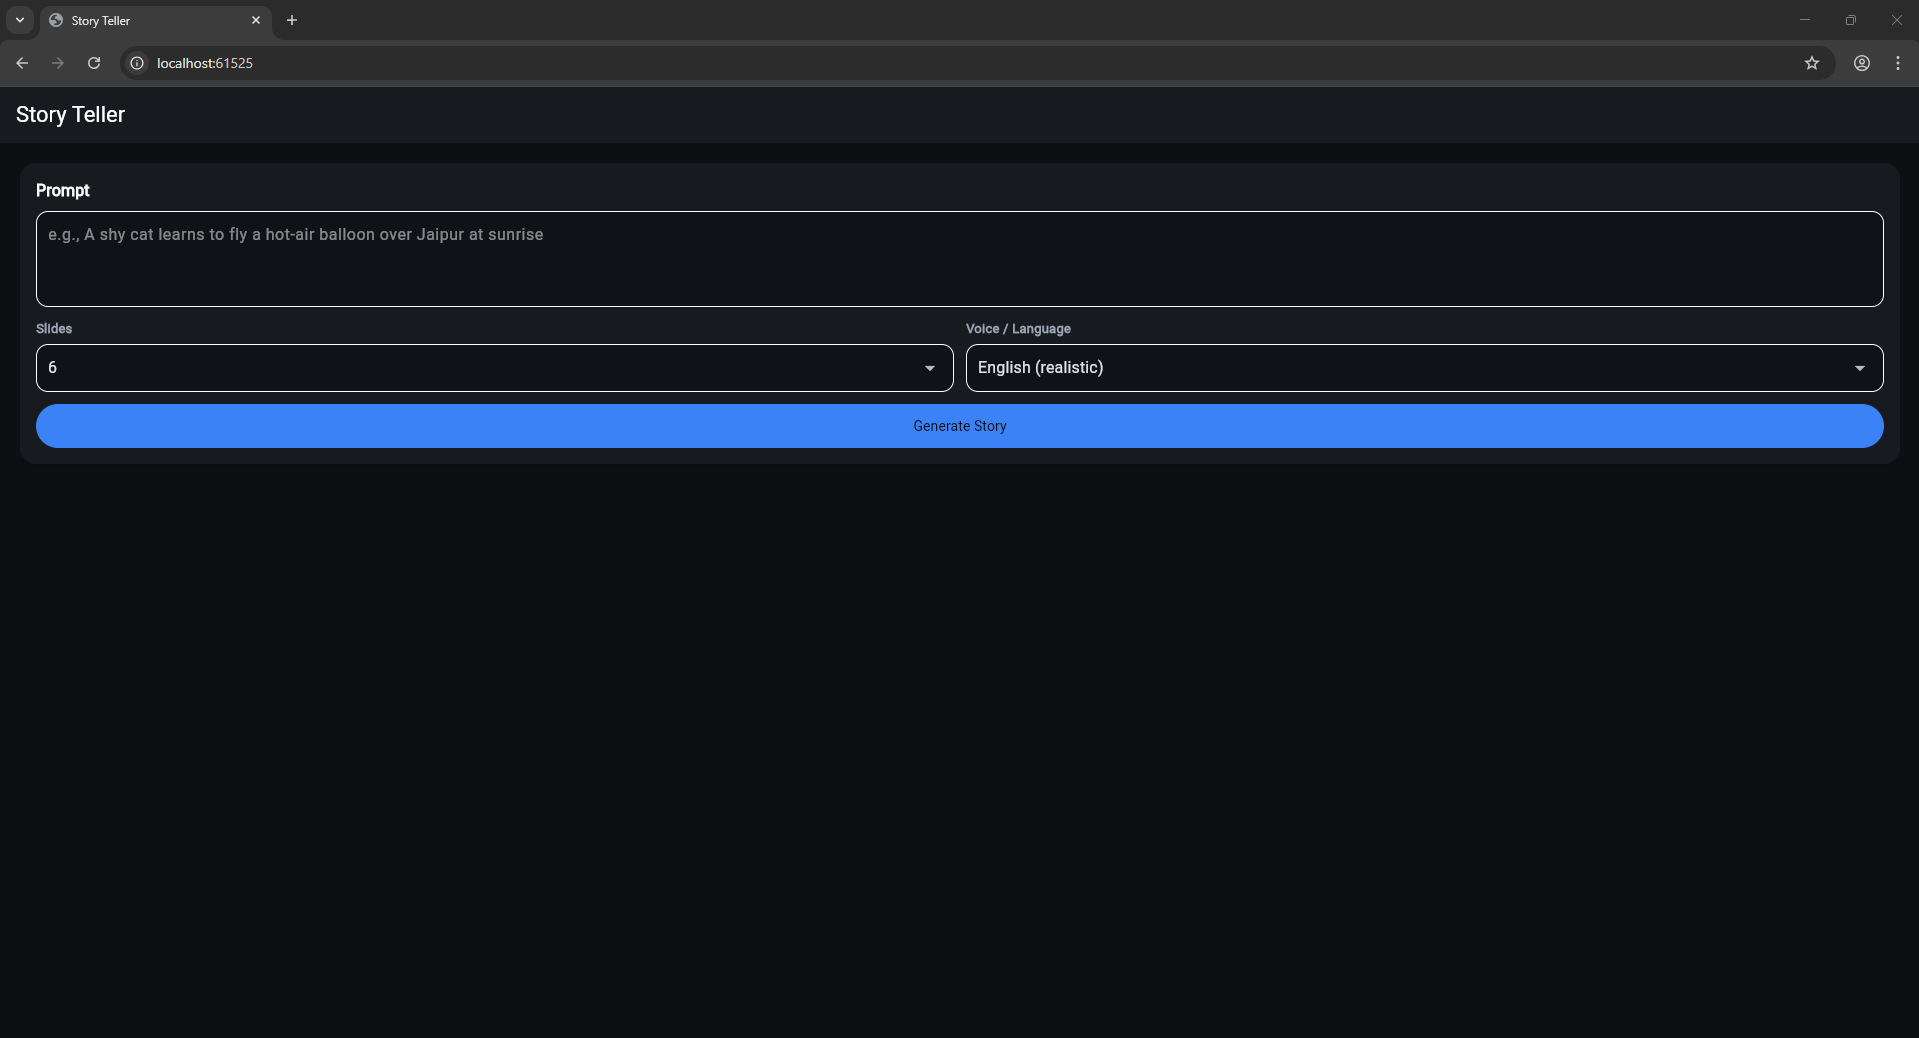 Story Teller
localhost:61525
Story Teller
Prompt
e.g., A shy cat learns to fly a hot-air balloon over Jaipur at sunrise
Slides
Voice / Language
6
English (realistic)
Generate Story